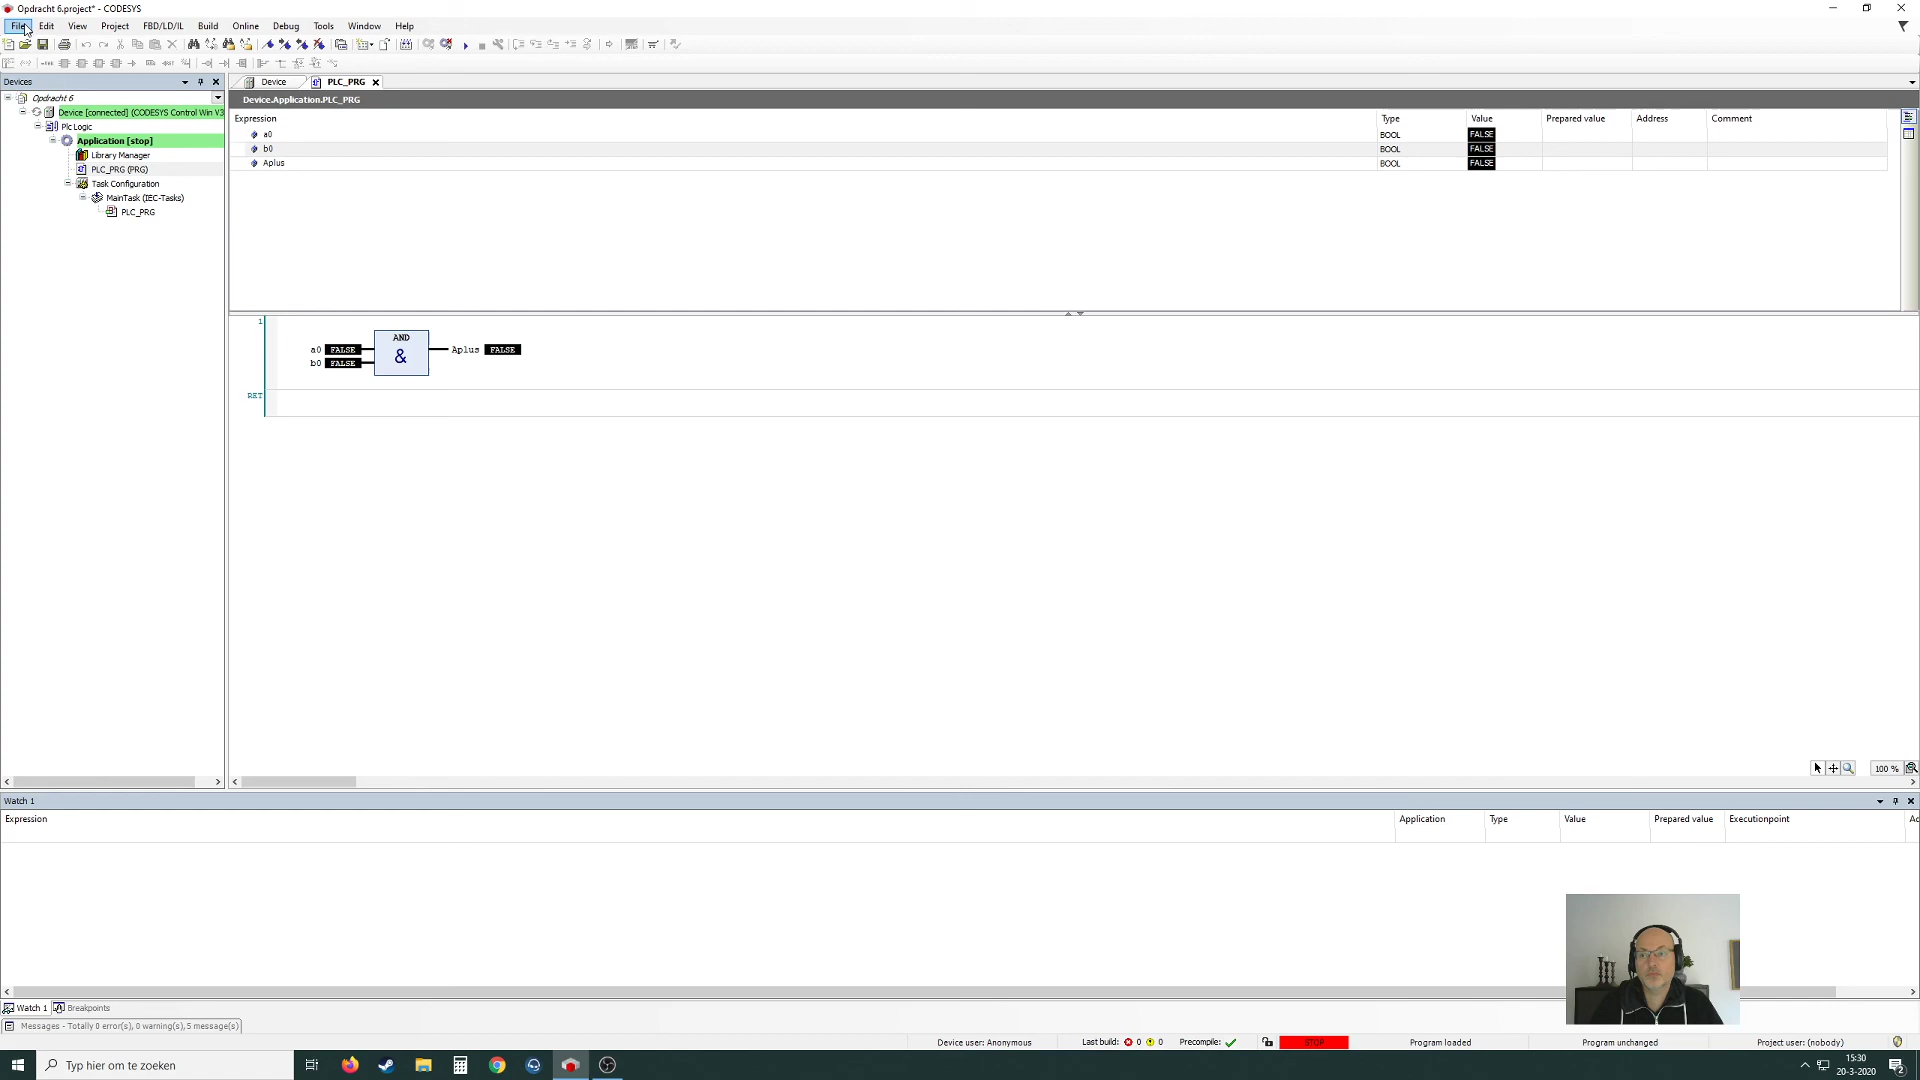 Opdracht 6.project* - CODESYS
File Edit View Project FBD/LD/IL Build Online Debug Tools Window Help
Devices
Device PLC_PRG
Opdracht 6
Device [connected] (CODESYS Control Win V3
Plc Logic
Application [stop]
Library Manager
PLC_PRG (PRG)
Task Configuration
MainTask (IEC-Tasks)
PLC_PRG
Device.Application.PLC_PRG
Expression Type Value Prepared value Address Comment
a0 BOOL FALSE
b0 BOOL FALSE
Aplus BOOL FALSE
1
AND
&
a0 FALSE
b0 FALSE
Aplus FALSE
RET
100 %
Watch 1
Expression Application Type Value Prepared value Executionpoint Ac
Watch 1 Breakpoints
Messages - Totally 0 error(s), 0 warning(s), 5 message(s)
Device user: Anonymous Last build: 0 0 Precompile: STOP Program loaded Program unchanged Project user: (nobody)
Typ hier om te zoeken
15:30
20-3-2020
2